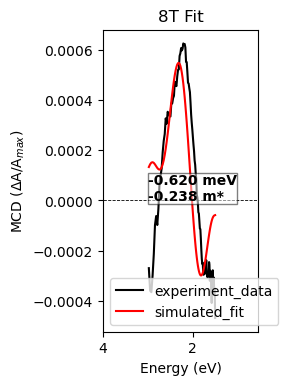 8T Fit
MCD (ΔA/A_max)
0.0006
0.0004
0.0002
0.0000
−0.0002
−0.0004
-0.620 meV
-0.238 m*
experiment_data
simulated_fit
4
2
Energy (eV)